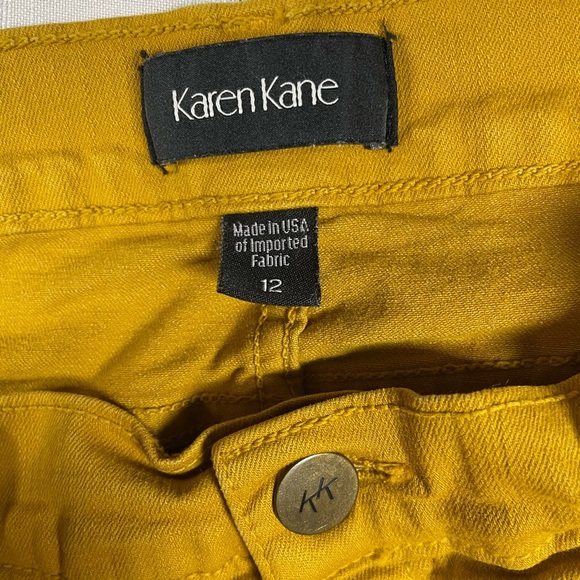 Karen Kane
Made in USA
of Imported
Fabric
12
KK